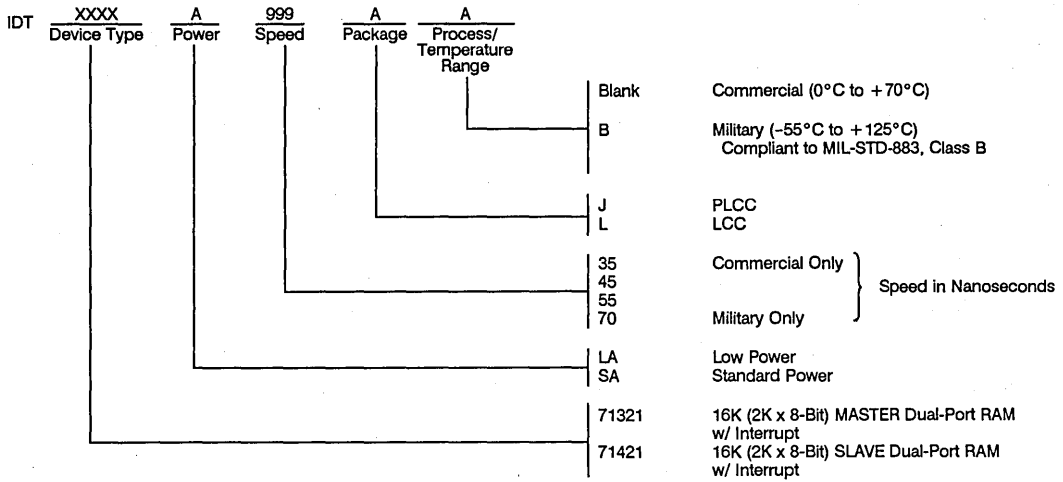 IDT XXXX A 999 A A
Device Type Power Speed Package Process/
Temperature
Range
Blank Commercial (0°C to +70°C)
B Military (–55°C to +125°C)
Compliant to MIL-STD-883, Class B
J PLCC
L LCC
35 Commercial Only
45
55
Speed in Nanoseconds
70 Military Only
LA Low Power
SA Standard Power
71321 16K (2K x 8-Bit) MASTER Dual-Port RAM
w/ Interrupt
71421 16K (2K x 8-Bit) SLAVE Dual-Port RAM
w/ Interrupt